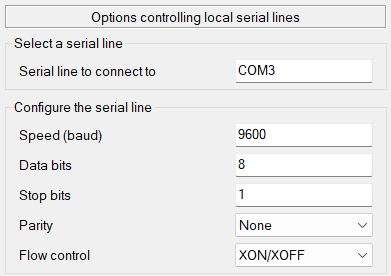 Options controlling local serial lines
Select a serial line
Serial line to connect to COM3
Configure the serial line
Speed (baud) 9600
Data bits 8
Stop bits 1
Parity None
Flow control XON/XOFF